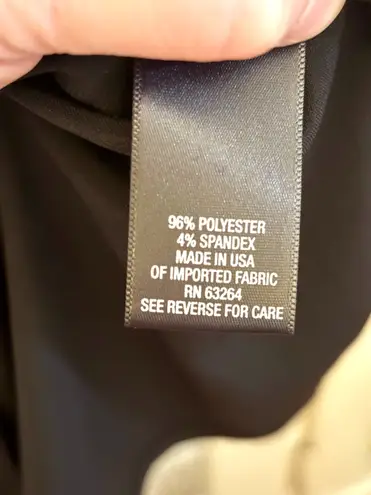 96% POLYESTER
4% SPANDEX
MADE IN USA
OF IMPORTED FABRIC
RN 63264
SEE REVERSE FOR CARE